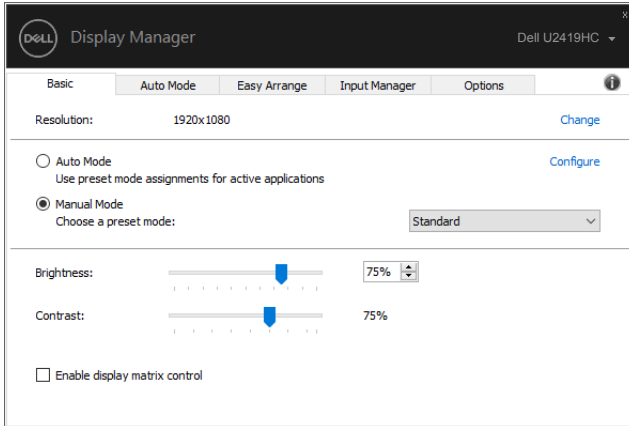 x
DELL Display Manager Dell U2419HC
Basic Auto Mode Easy Arrange Input Manager Options i
Resolution: 1920x1080 Change
Auto Mode Configure
Use preset mode assignments for active applications
Manual Mode
Choose a preset mode: Standard
Brightness: 75%
Contrast: 75%
Enable display matrix control